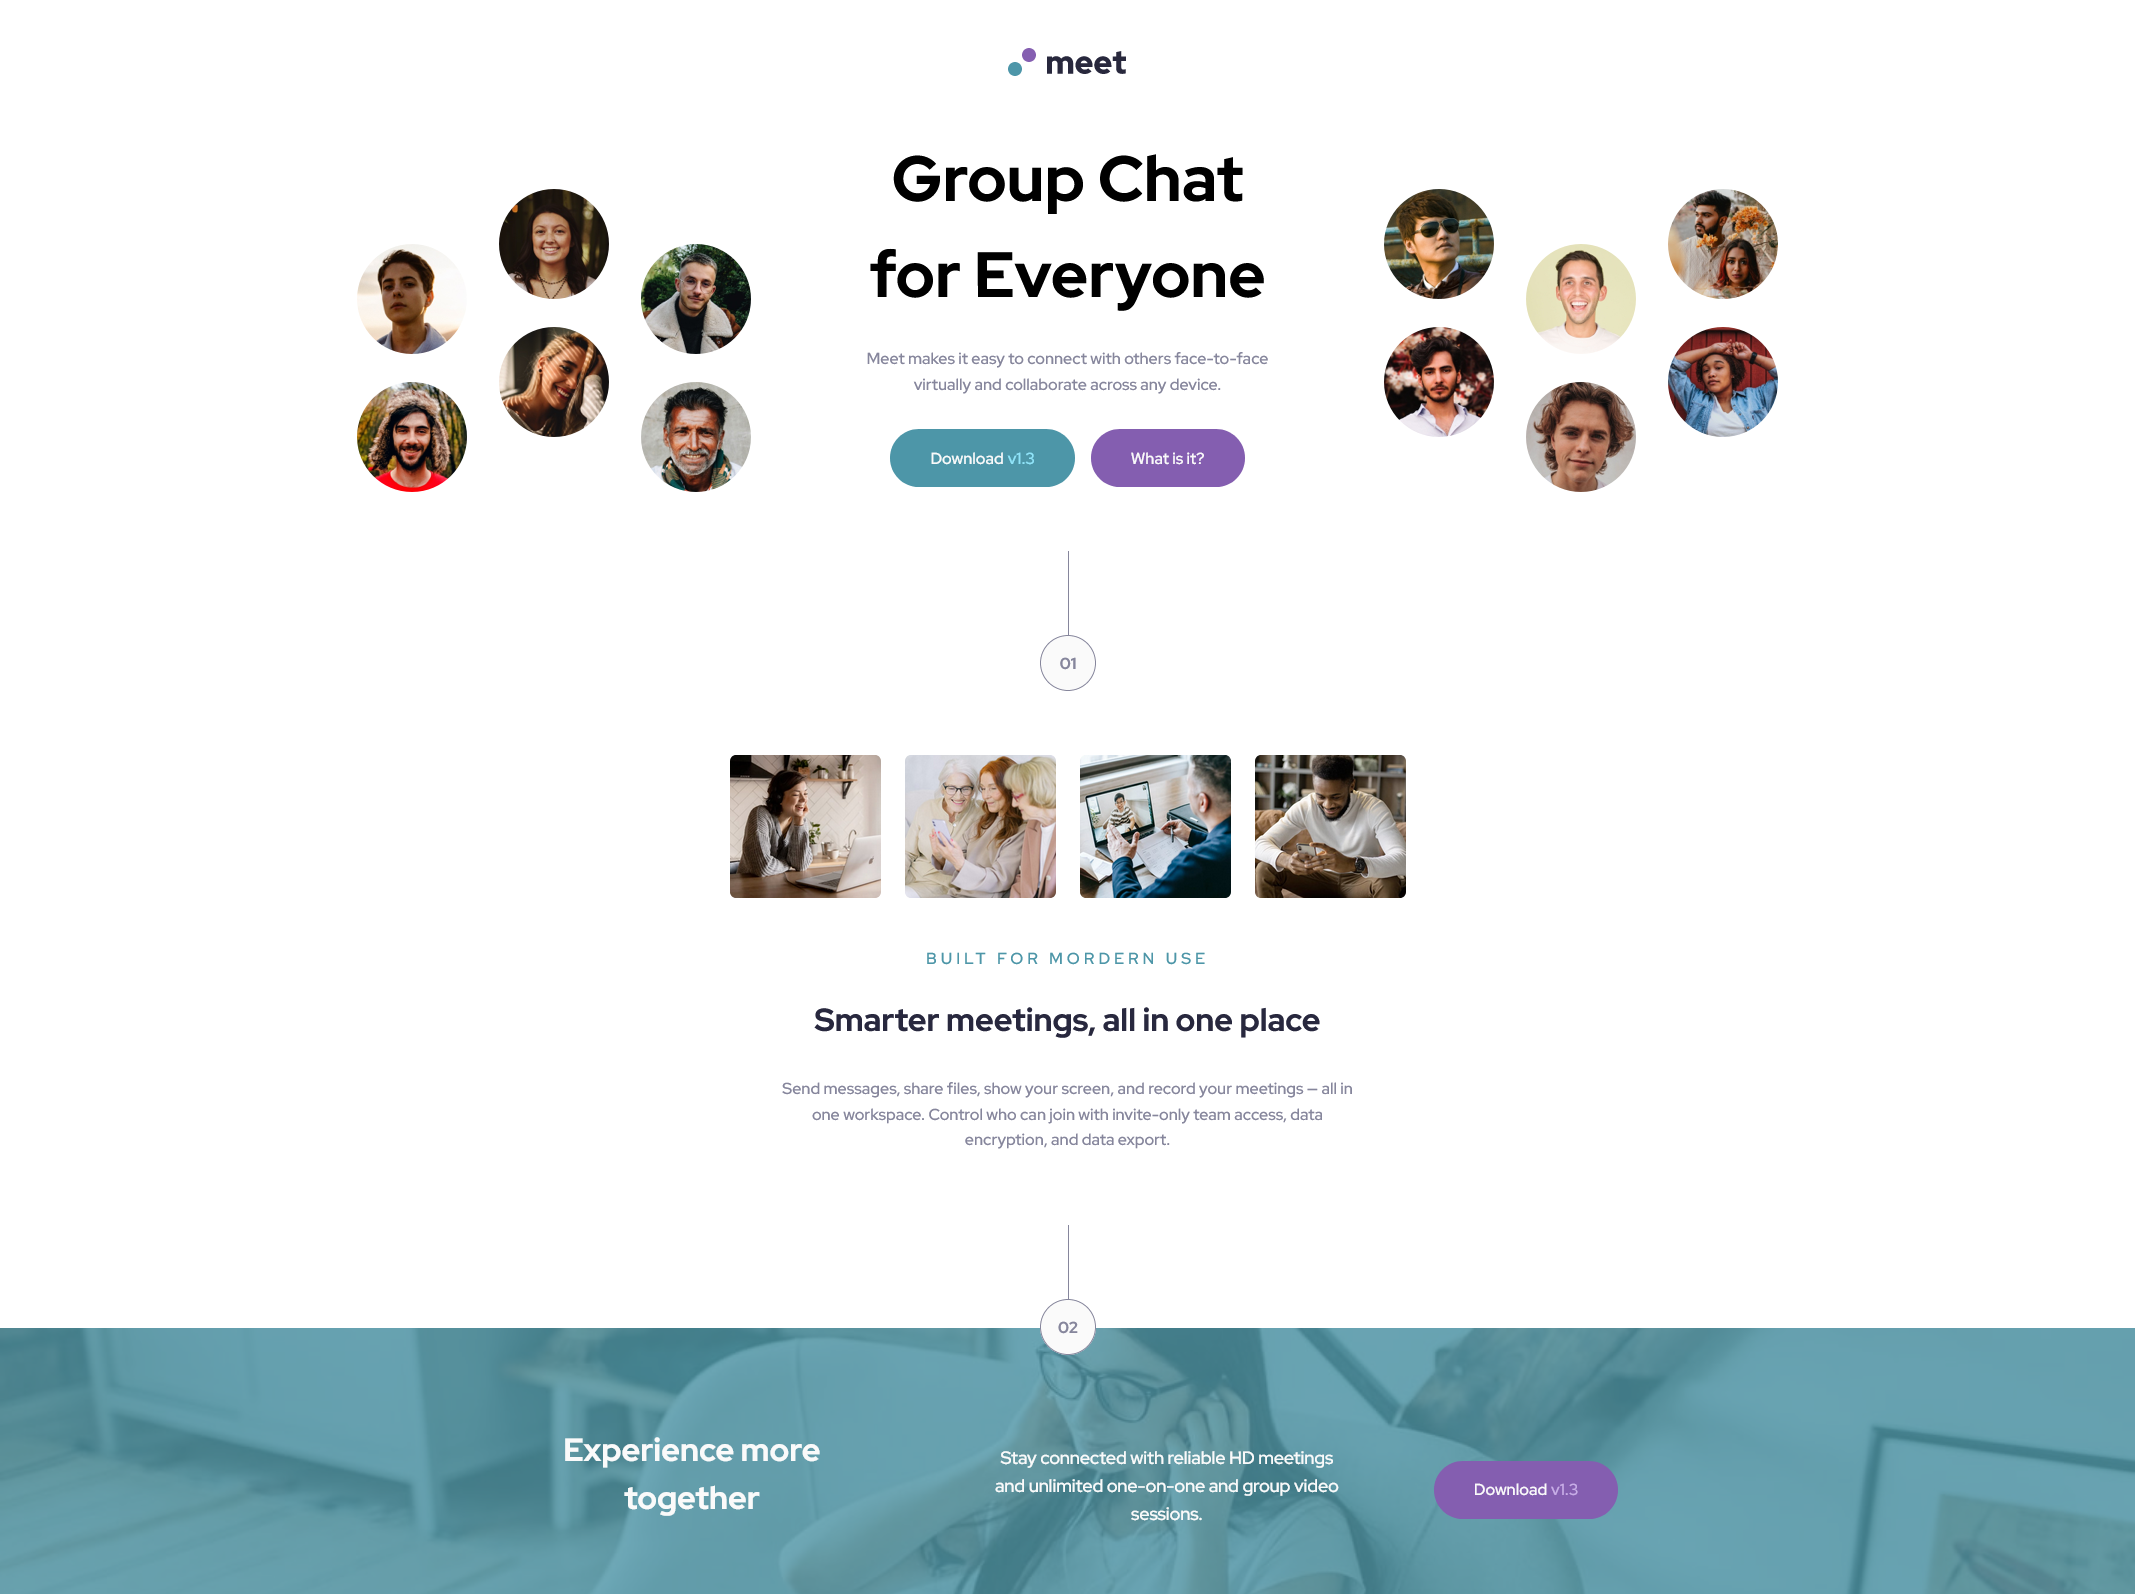 meet
Group Chat
for Everyone
Meet makes it easy to connect with others face-to-face
virtually and collaborate across any device.
Download v1.3
What is it?
01
BUILT FOR MORDERN USE
Smarter meetings, all in one place
Send messages, share files, show your screen, and record your meetings — all in
one workspace. Control who can join with invite-only team access, data
encryption, and data export.
02
Experience more
together
Stay connected with reliable HD meetings
and unlimited one-on-one and group video
sessions.
Download v1.3